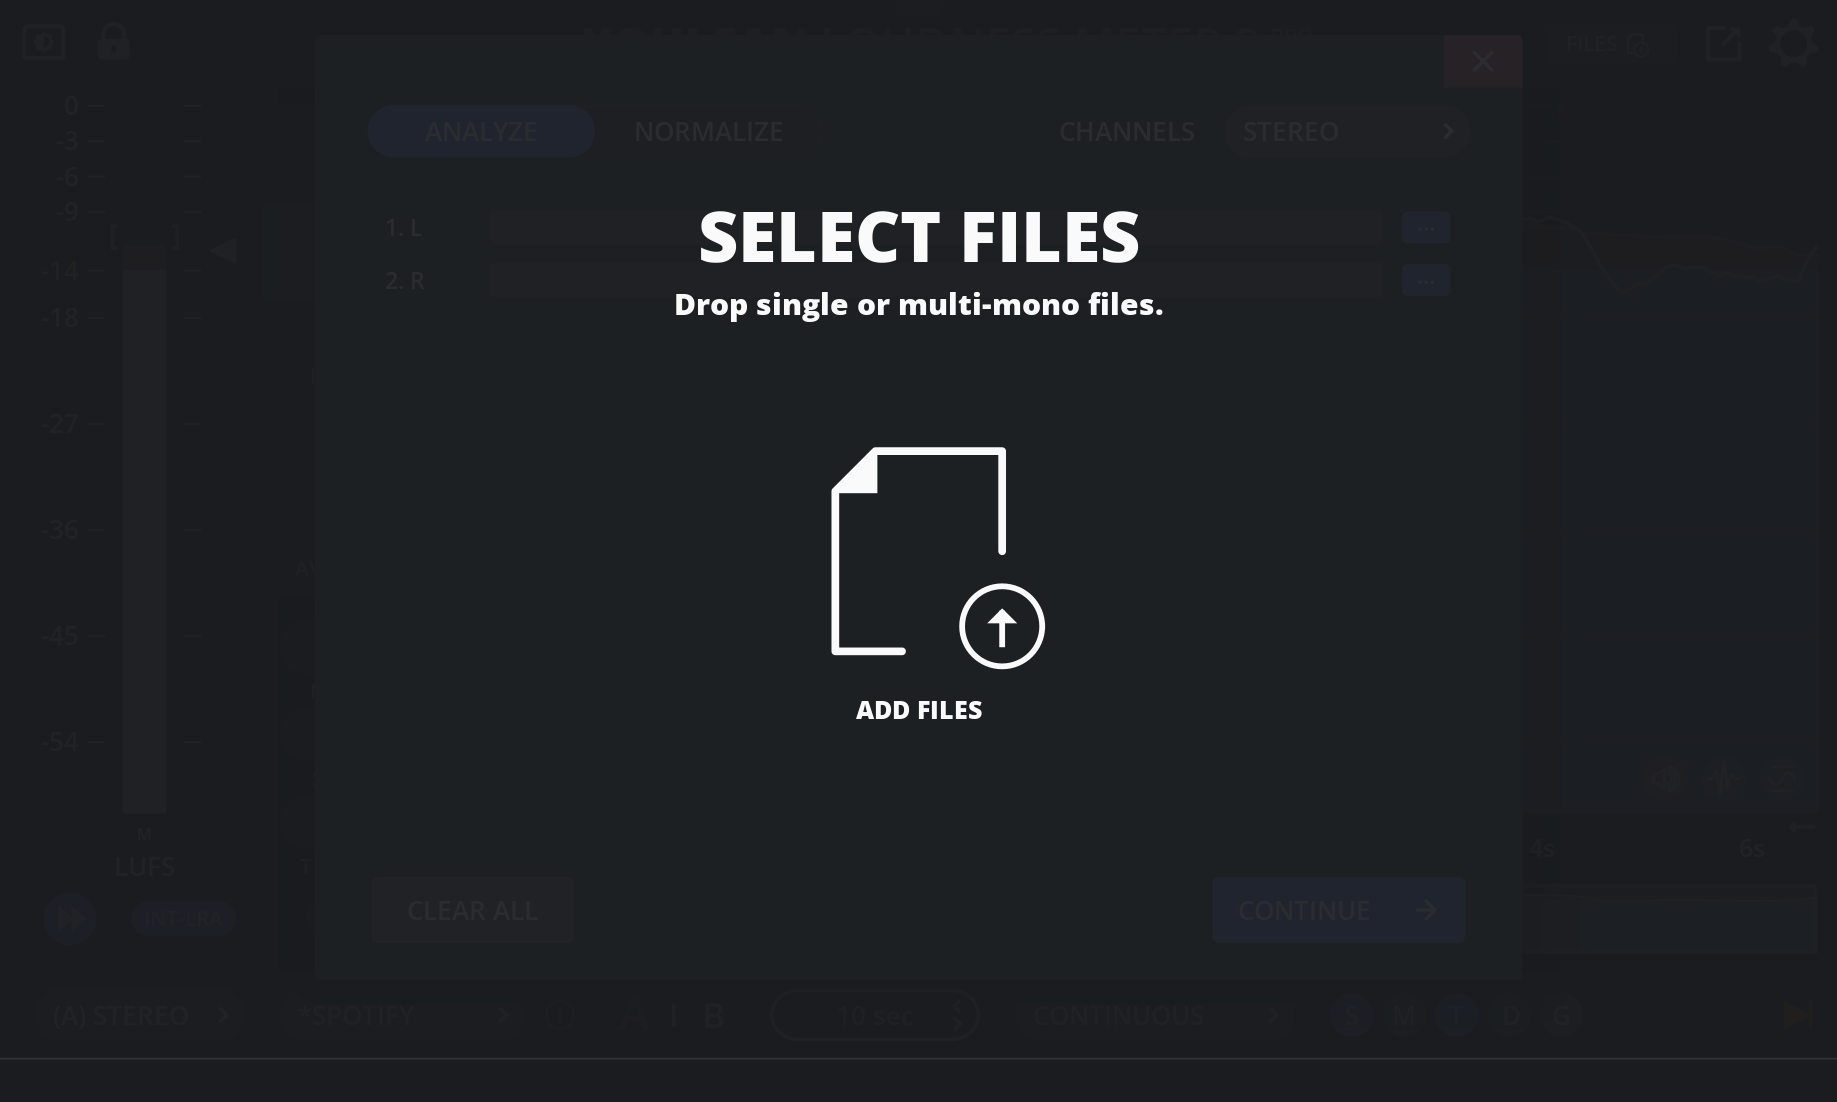 FILES
ANALYZE NORMALIZE CHANNELS STEREO
SELECT FILES
Drop single or multi-mono files.
1. L ...
2. R ...
ADD FILES
CLEAR ALL CONTINUE
0
-3
-6
-9
-14
-18
-27
-36
-45
-54
M
LUFS
INT LRA
4s 6s
(A) STEREO *SPOTIFY A | B 10 sec CONTINUOUS S M T D G